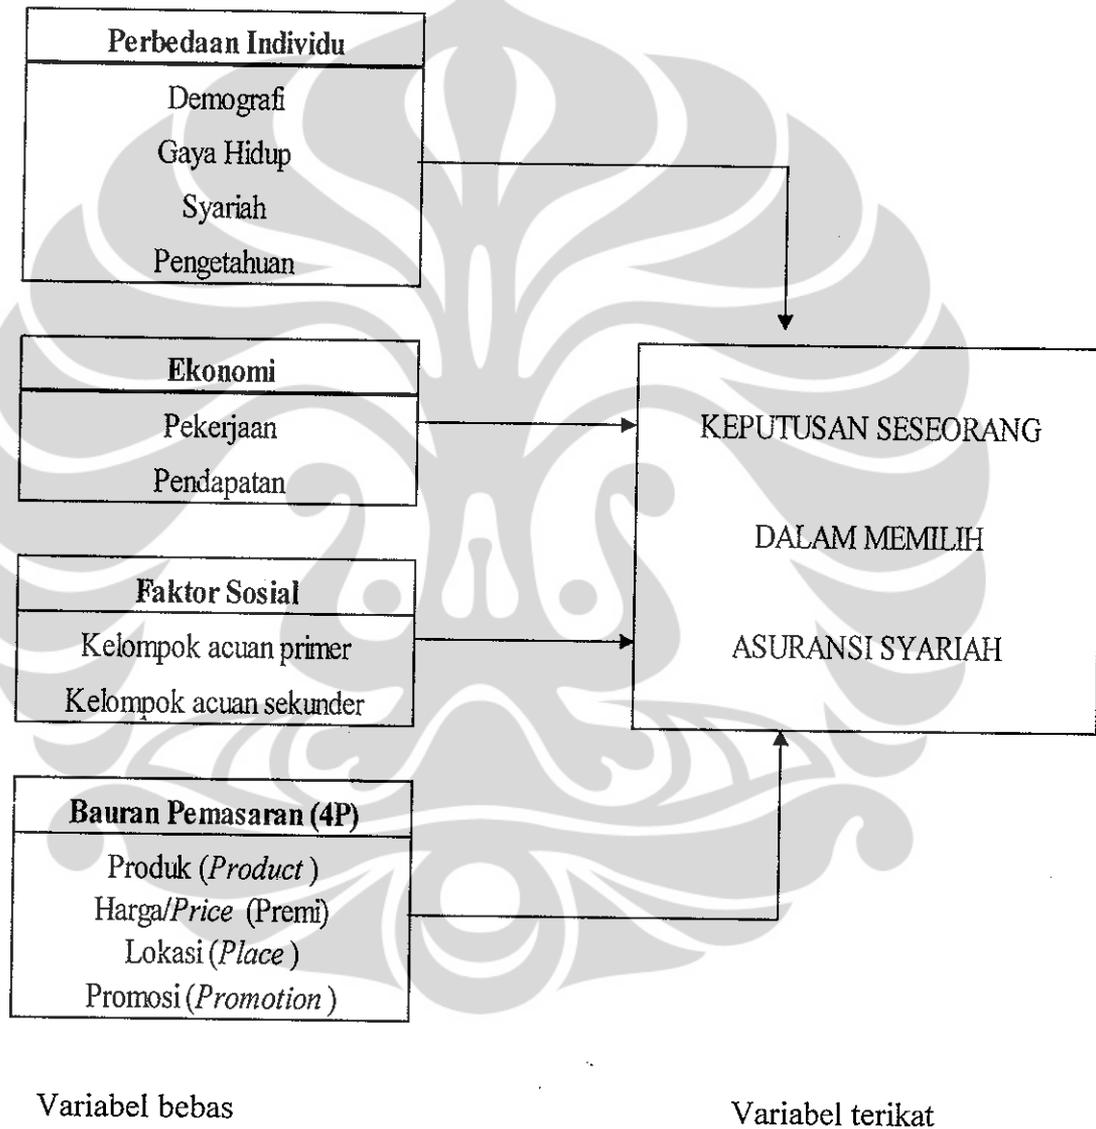 Perbedaan Individu
Demografi
Gaya Hidup
Syariah
Pengetahuan
Ekonomi
Pekerjaan
Pendapatan
Faktor Sosial
Kelompok acuan primer
Kelompok acuan sekunder
Bauran Pemasaran (4P)
Produk (Product )
Harga/Price (Premi)
Lokasi (Place )
Promosi (Promotion )
KEPUTUSAN SESEORANG
DALAM MEMILIH
ASURANSI SYARIAH
Variabel bebas
Variabel terikat